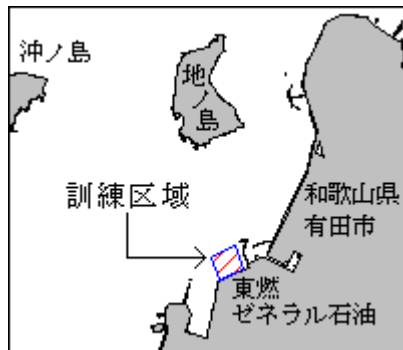 沖ノ島
地ノ島
訓練区域
和歌山県
有田市
東燃
ゼネラル石油